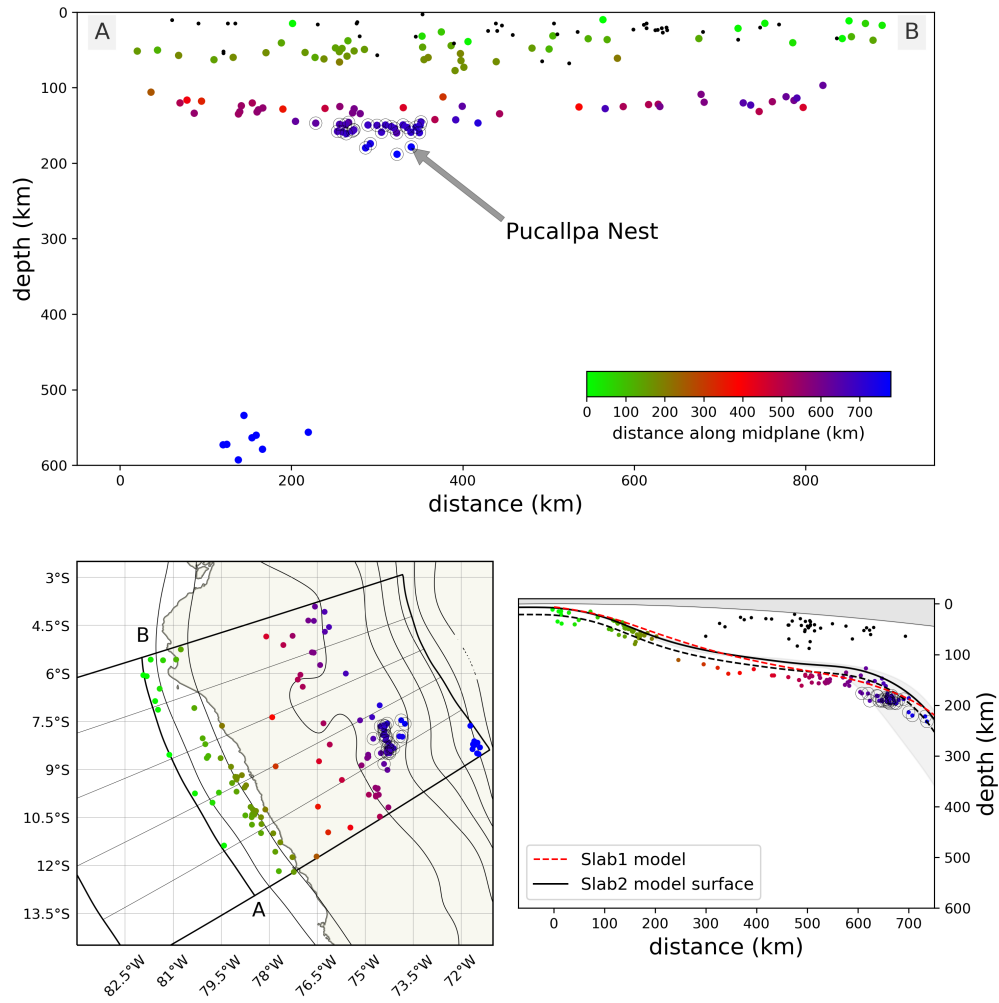 A
B
0
100
200
300
400
500
600
depth (km)
Pucallpa Nest
0
100
200
300
400
500
600
700
distance along midplane (km)
0
200
400
600
800
distance (km)
3°S
4.5°S
6°S
7.5°S
9°S
10.5°S
12°S
13.5°S
B
A
82.5°W
81°W
79.5°W
78°W
76.5°W
75°W
73.5°W
72°W
0
100
200
300
400
500
600
depth (km)
Slab1 model
Slab2 model surface
0
100
200
300
400
500
600
700
distance (km)